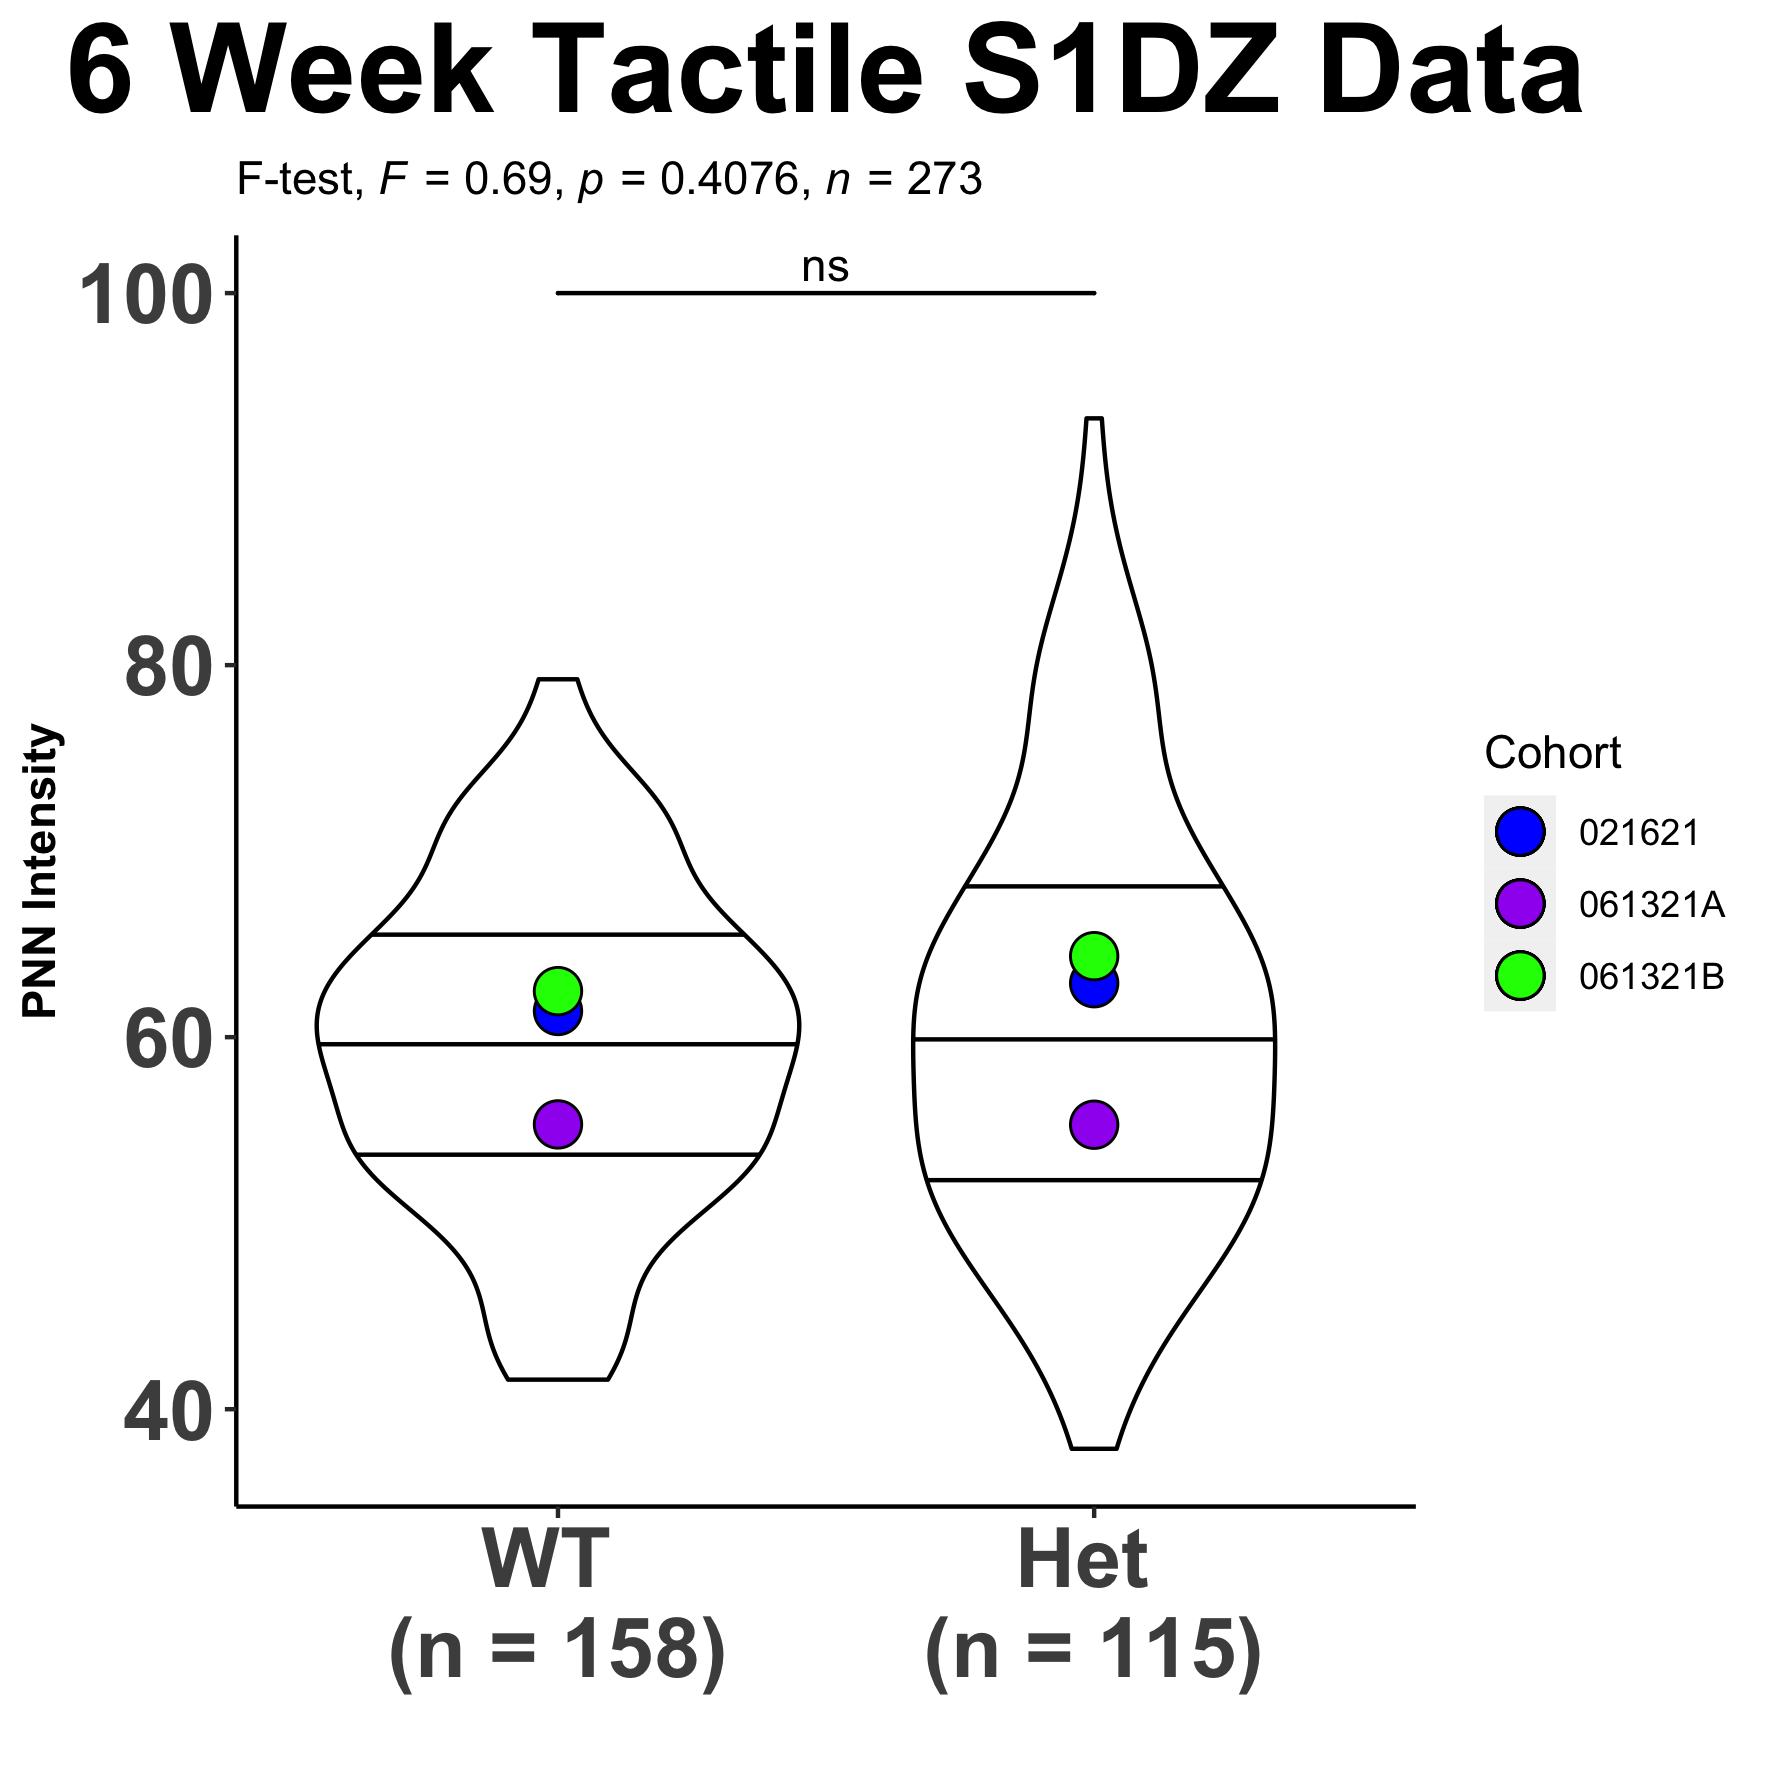 6 Week Tactile S1DZ Data
F-test, F = 0.69, p = 0.4076, n = 273
ns
100
80
60
40
PNN Intensity
WT
(n = 158)
Het
(n = 115)
Cohort
021621
061321A
061321B